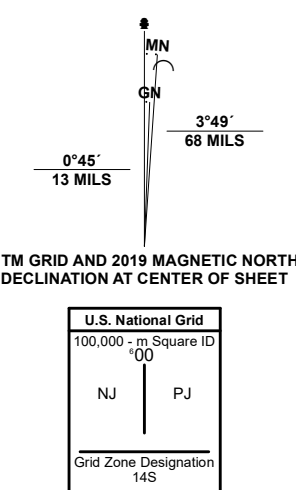 MN
GN
3°49´
68 MILS
0°45´
13 MILS
TM GRID AND 2019 MAGNETIC NORTH
DECLINATION AT CENTER OF SHEET
U.S. National Grid
100,000 - m Square ID
⁶00
NJ PJ
Grid Zone Designation
14S